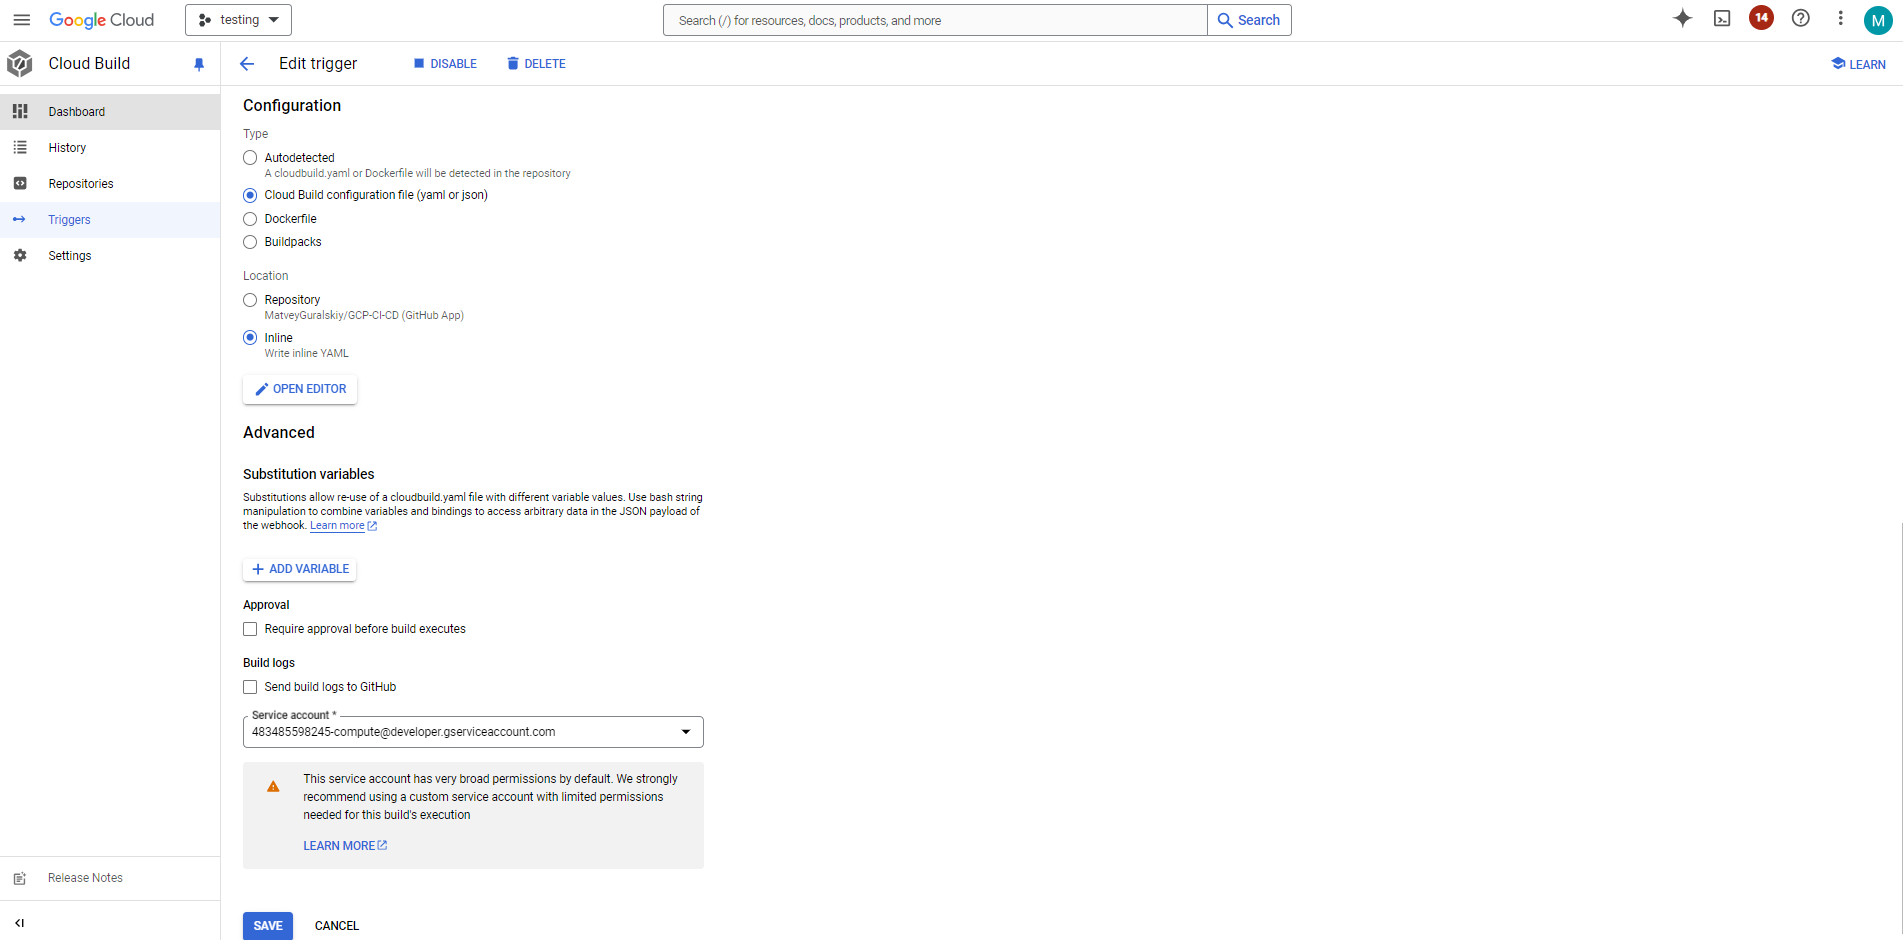 Google Cloud
testing
Search (/) for resources, docs, products, and more
Search
14
M
Cloud Build
Edit trigger
DISABLE
DELETE
LEARN
Dashboard
History
Repositories
Triggers
Settings
Configuration
Type
Autodetected
A cloudbuild.yaml or Dockerfile will be detected in the repository
Cloud Build configuration file (yaml or json)
Dockerfile
Buildpacks
Location
Repository
MatveyGuralskiy/GCP-CI-CD (GitHub App)
Inline
Write inline YAML
OPEN EDITOR
Advanced
Substitution variables
Substitutions allow re-use of a cloudbuild.yaml file with different variable values. Use bash string
manipulation to combine variables and bindings to access arbitrary data in the JSON payload of
the webhook. Learn more
ADD VARIABLE
Approval
Require approval before build executes
Build logs
Send build logs to GitHub
Service account *
483485598245-compute@developer.gserviceaccount.com
This service account has very broad permissions by default. We strongly
recommend using a custom service account with limited permissions
needed for this build's execution
LEARN MORE
Release Notes
SAVE
CANCEL